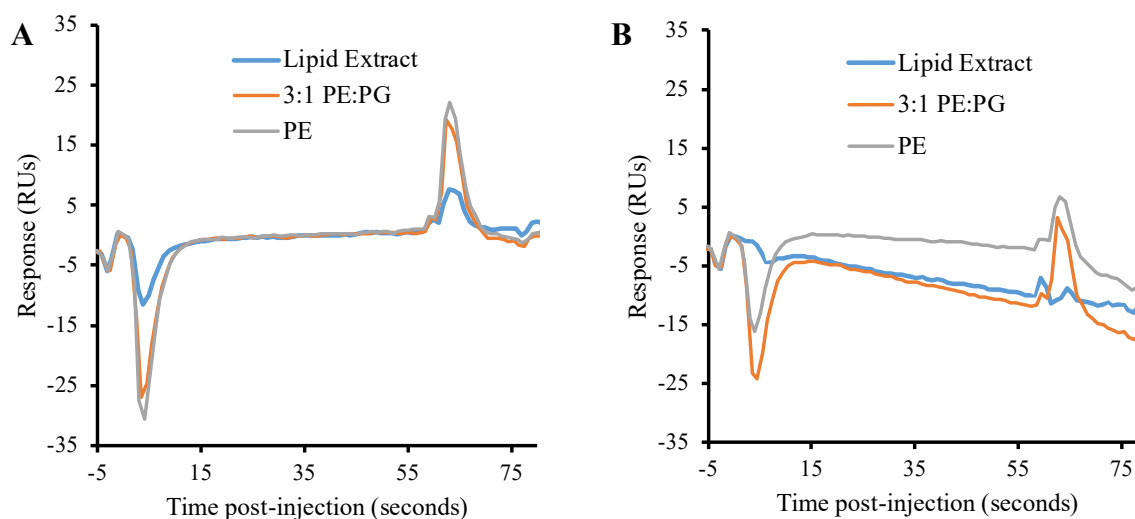 A
Lipid Extract
3:1 PE:PG
PE
Response (RUs)
35
25
15
5
-5
-15
-25
-35
-5
15
35
55
75
Time post-injection (seconds)
B
Lipid Extract
3:1 PE:PG
PE
Response (RUs)
35
25
15
5
-5
-15
-25
-35
-5
15
35
55
75
Time post-injection (seconds)